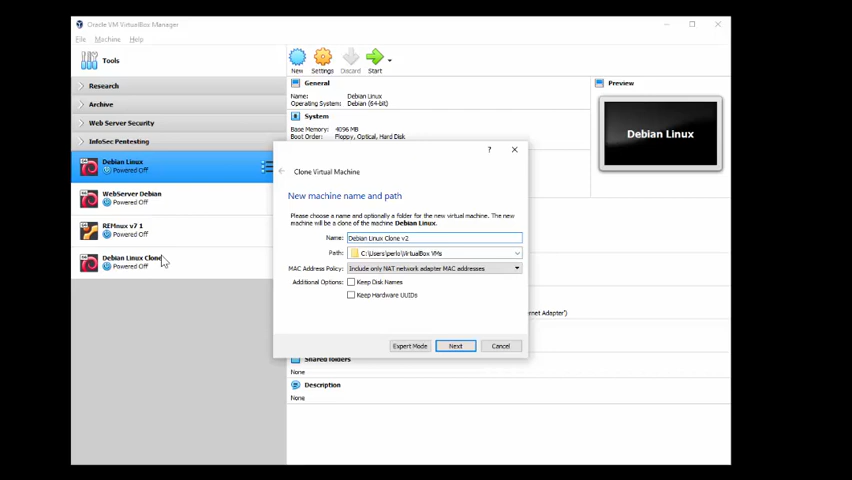 Oracle VM VirtualBox Manager
File Machine Help
Tools
New Settings Discard Start
Research
Archive
Web Server Security
InfoSec Pentesting
Debian Linux
Powered Off
WebServer Debian
Powered Off
REMnux v7 1
Powered Off
Debian Linux Clone
Powered Off
General
Name: Debian Linux
Operating System: Debian (64-bit)
System
Base Memory: 4096 MB
Boot Order: Floppy, Optical, Hard Disk
Preview
Debian Linux
?
Clone Virtual Machine
New machine name and path
Please choose a name and optionally a folder for the new virtual machine. The new
machine will be a clone of the machine Debian Linux.
Name: Debian Linux Clone v2
Path: C:\Users\perlo\VirtualBox VMs
MAC Address Policy: Include only NAT network adapter MAC addresses
Additional Options: Keep Disk Names
Keep Hardware UUIDs
Expert Mode Next Cancel
ernet Adapter')
Shared folders
None
Description
None